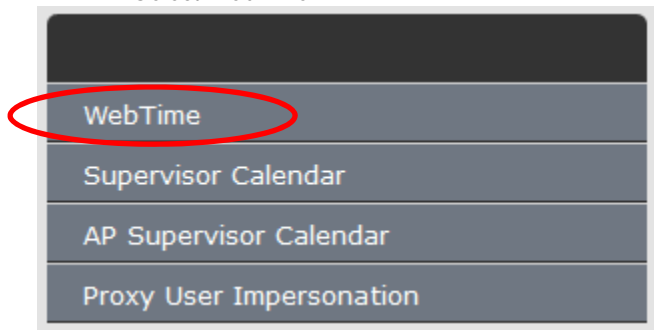 WebTime
Supervisor Calendar
AP Supervisor Calendar
Proxy User Impersonation